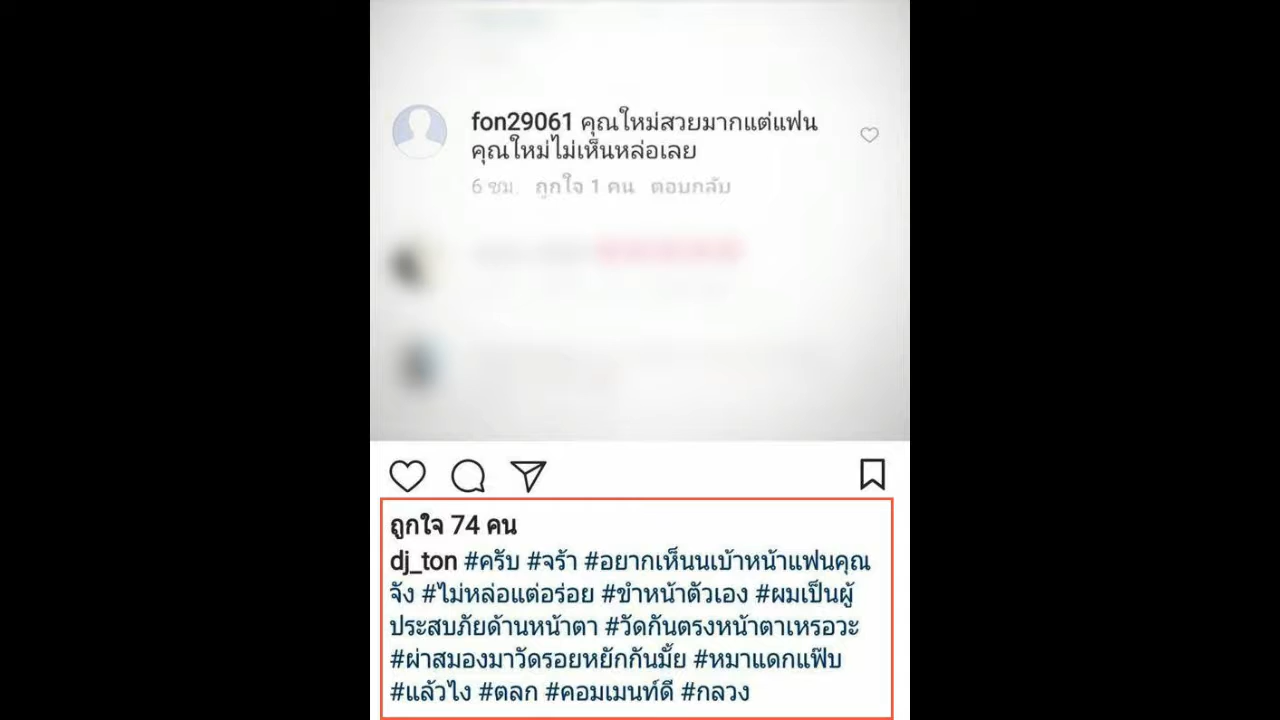 fon29061 คุณใหม่สวยมากแต่แฟน
คุณใหม่ไม่เห็นหล่อเลย
6 ชม. ถูกใจ 1 คน ตอบกลับ
ถูกใจ 74 คน
dj_ton #ครับ #จร้า #อยากเห็นนเบ้าหน้าแฟนคุณ
จัง #ไม่หล่อแต่อร่อย #ขำหน้าตัวเอง #ผมเป็นผู้
ประสบภัยด้านหน้าตา #วัดกันตรงหน้าตาเหรอวะ
#ผ่าสมองมาวัดรอยหยักกันมั้ย #หมาแดกแฟ๊บ
#แล้วไง #ตลก #คอมเมนท์ดี #กลวง